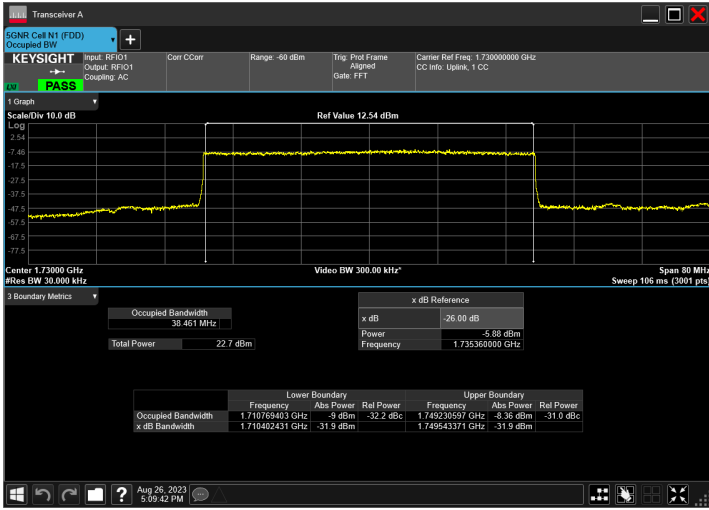 Transceiver A
5GNR Cell N1 (FDD)
Occupied BW
+
KEYSIGHT
PASS
Input: RFIO1
Output: RFIO1
Coupling: AC
Corr CCorr
Range: -60 dBm
Trig: Prot Frame
Aligned
Gate: FFT
Carrier Ref Freq: 1.730000000 GHz
CC Info: Uplink, 1 CC
1 Graph
Scale/Div 10.0 dB
Ref Value 12.54 dBm
Log
2.54
-7.46
-17.5
-27.5
-37.5
-47.5
-57.5
-67.5
-77.5
Center 1.73000 GHz
Video BW 300.00 kHz*
Span 80 MHz
#Res BW 30.000 kHz
Sweep 106 ms (3001 pts)
3 Boundary Metrics
Occupied Bandwidth
38.461 MHz
Total Power 22.7 dBm
x dB Reference
x dB -26.00 dB
Power -5.88 dBm
Frequency 1.735360000 GHz
Lower Boundary Upper Boundary
Frequency Abs Power Rel Power Frequency Abs Power Rel Power
Occupied Bandwidth 1.710769403 GHz -9 dBm -32.2 dBc 1.749230597 GHz -8.36 dBm -31.0 dBc
x dB Bandwidth 1.710402431 GHz -31.9 dBm 1.749543371 GHz -31.9 dBm
?
Aug 26, 2023
5:09:42 PM